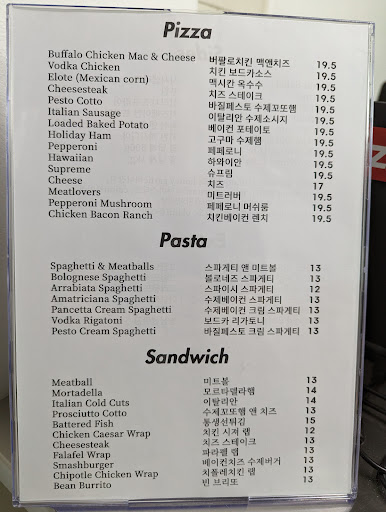 Pizza
Buffalo Chicken Mac & Cheese 버팔로치킨 맥앤치즈 19.5
Vodka Chicken 치킨 보드카소스 19.5
Elote (Mexican corn) 맥시칸 옥수수 19.5
Cheesesteak 치즈 스테이크 19.5
Pesto Cotto 바질페스토 수제꼬또햄 19.5
Italian Sausage 이탈리안 수제소시지 19.5
Loaded Baked Potato 베이컨 포테이토 19.5
Holiday Ham 고구마 수제햄 19.5
Pepperoni 페페로니 19.5
Hawaiian 하와이안 19.5
Supreme 슈프림 19.5
Cheese 치즈 17
Meatlovers 미트러버 19.5
Pepperoni Mushroom 페페로니 머쉬룸 19.5
Chicken Bacon Ranch 치킨베이컨 렌치 19.5
Pasta
Spaghetti & Meatballs 스파게티 앤 미트볼 13
Bolognese Spaghetti 볼로네즈 스파게티 13
Arrabiata Spaghetti 스파이시 스파게티 12
Amatriciana Spaghetti 수제베이컨 스파게티 13
Pancetta Cream Spaghetti 수제베이컨 크림 스파게티 13
Vodka Rigatoni 보드카 리가토니 13
Pesto Cream Spaghetti 바질페스토 크림 스파게티 13
Sandwich
Meatball 미트볼 13
Mortadella 모르타델라햄 14
Italian Cold Cuts 이탈리안 14
Prosciutto Cotto 수제꼬또햄 앤 치즈 13
Battered Fish 통생선튀김 15
Chicken Caesar Wrap 치킨 시저 랩 12
Cheesesteak 치즈 스테이크 13
Falafel Wrap 파라펠 랩 13
Smashburger 베이컨치즈 수제버거 13
Chipotle Chicken Wrap 치폴레치킨 랩 13
Bean Burrito 빈 브리또 13